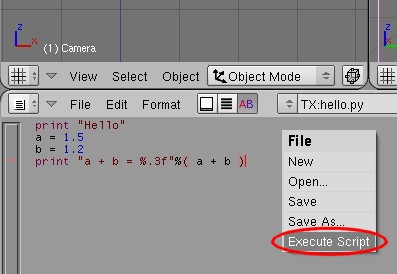 z
x
(1) Camera
View Select Object Object Mode
File Edit Format AB TX:hello.py
print "Hello"
a = 1.5
b = 1.2
print "a + b = %.3f"%( a + b )
File
New
Open...
Save
Save As...
Execute Script